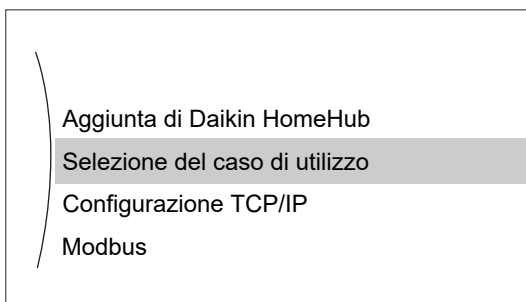 Aggiunta di Daikin HomeHub
Selezione del caso di utilizzo
Configurazione TCP/IP
Modbus